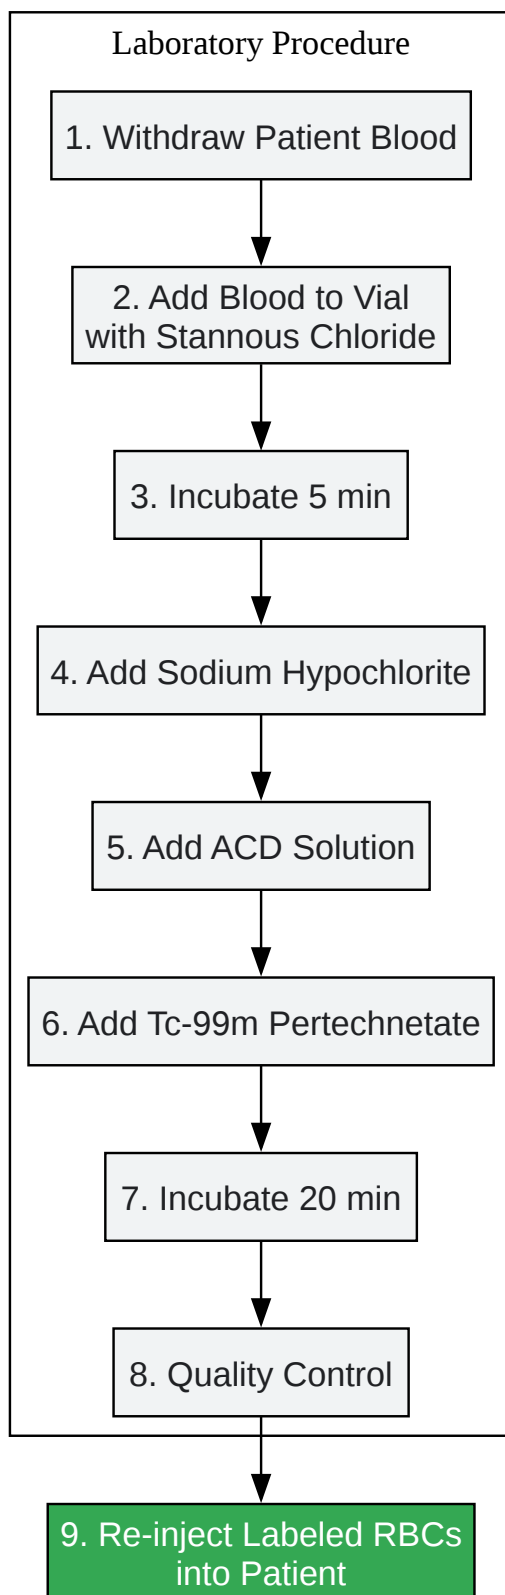 Laboratory Procedure
1. Withdraw Patient Blood
2. Add Blood to Vial
with Stannous Chloride
3. Incubate 5 min
4. Add Sodium Hypochlorite
5. Add ACD Solution
6. Add Tc-99m Pertechnetate
7. Incubate 20 min
8. Quality Control
9. Re-inject Labeled RBCs
into Patient